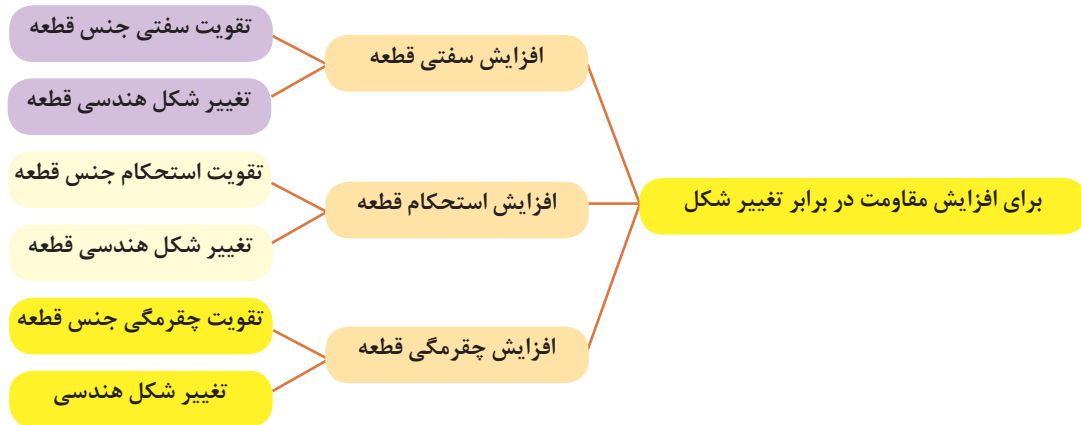 برای افزایش مقاومت در برابر تغییر شکل
افزایش سفتی قطعه
تقویت سفتی جنس قطعه
تغییر شکل هندسی قطعه
افزایش استحکام قطعه
تقویت استحکام جنس قطعه
تغییر شکل هندسی قطعه
افزایش چقرمگی قطعه
تقویت چقرمگی جنس قطعه
تغییر شکل هندسی